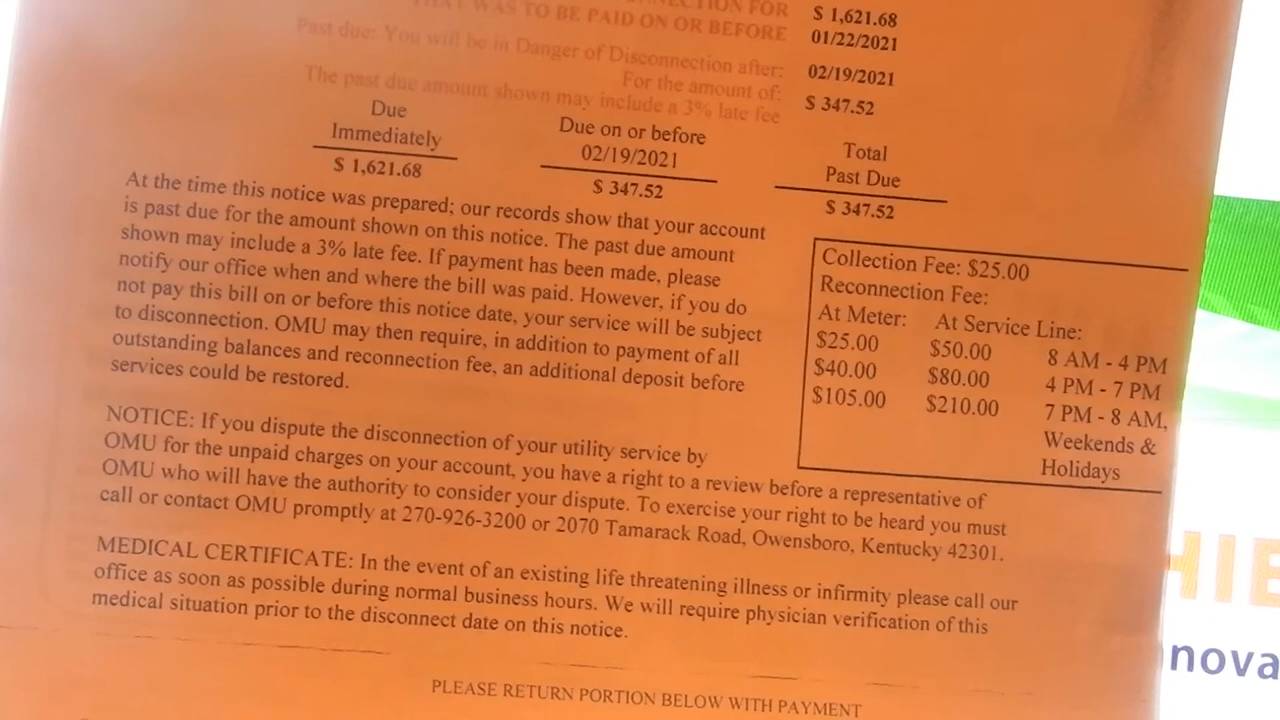 CONNECTION FOR $ 1,621.68
THAT WAS TO BE PAID ON OR BEFORE 01/22/2021
Past due: You will be in Danger of Disconnection after: 02/19/2021
For the amount of: $ 347.52
The past due amount shown may include a 3% late fee
Due Immediately
$ 1,621.68
Due on or before
02/19/2021
$ 347.52
Total
Past Due
$ 347.52
At the time this notice was prepared; our records show that your account
is past due for the amount shown on this notice. The past due amount
shown may include a 3% late fee. If payment has been made, please
notify our office when and where the bill was paid. However, if you do
not pay this bill on or before this notice date, your service will be subject
to disconnection. OMU may then require, in addition to payment of all
outstanding balances and reconnection fee, an additional deposit before
services could be restored.
Collection Fee: $25.00
Reconnection Fee:
At Meter: At Service Line:
$25.00 $50.00 8 AM - 4 PM
$40.00 $80.00 4 PM - 7 PM
$105.00 $210.00 7 PM - 8 AM,
Weekends &
Holidays
NOTICE: If you dispute the disconnection of your utility service by
OMU for the unpaid charges on your account, you have a right to a review before a representative of
OMU who will have the authority to consider your dispute. To exercise your right to be heard you must
call or contact OMU promptly at 270-926-3200 or 2070 Tamarack Road, Owensboro, Kentucky 42301.
MEDICAL CERTIFICATE: In the event of an existing life threatening illness or infirmity please call our
office as soon as possible during normal business hours. We will require physician verification of this
medical situation prior to the disconnect date on this notice.
PLEASE RETURN PORTION BELOW WITH PAYMENT
HIE
nova